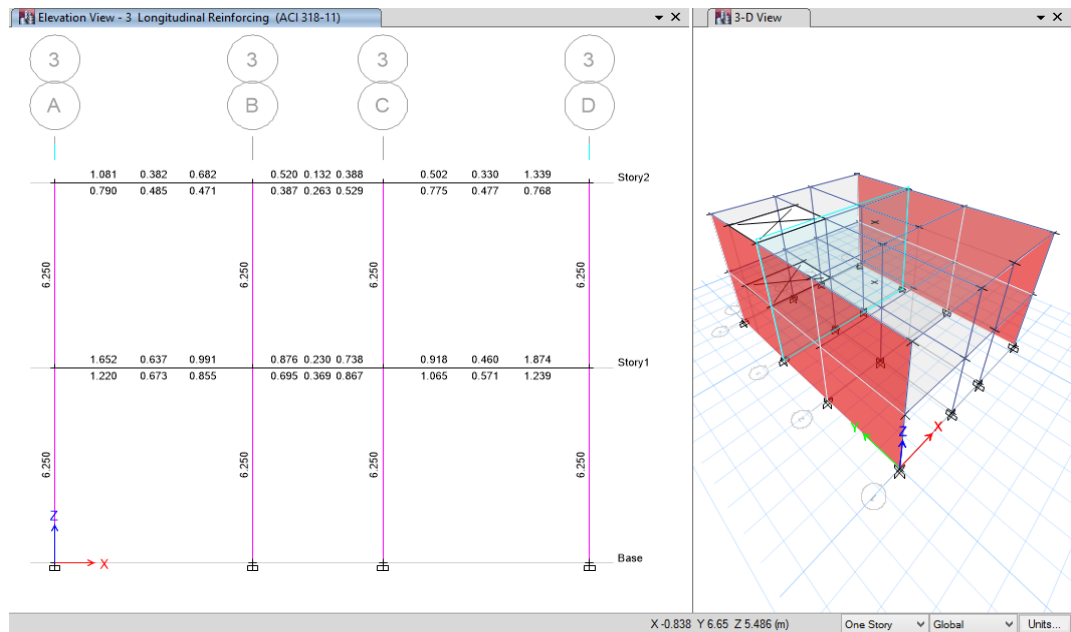 Elevation View - 3 Longitudinal Reinforcing (ACI 318-11)
3-D View
3 3 3 3
A B C D
1.081 0.382 0.682 0.520 0.132 0.388 0.502 0.330 1.339
Story2
0.790 0.485 0.471 0.387 0.263 0.529 0.775 0.477 0.768
6.250 6.250 6.250 6.250
1.652 0.637 0.991 0.876 0.230 0.738 0.918 0.460 1.874
Story1
1.220 0.673 0.855 0.695 0.369 0.867 1.065 0.571 1.239
6.250 6.250 6.250 6.250
Z
X
Base
Y Z X
X -0.838 Y 6.65 Z 5.486 (m)
One Story
Global
Units...